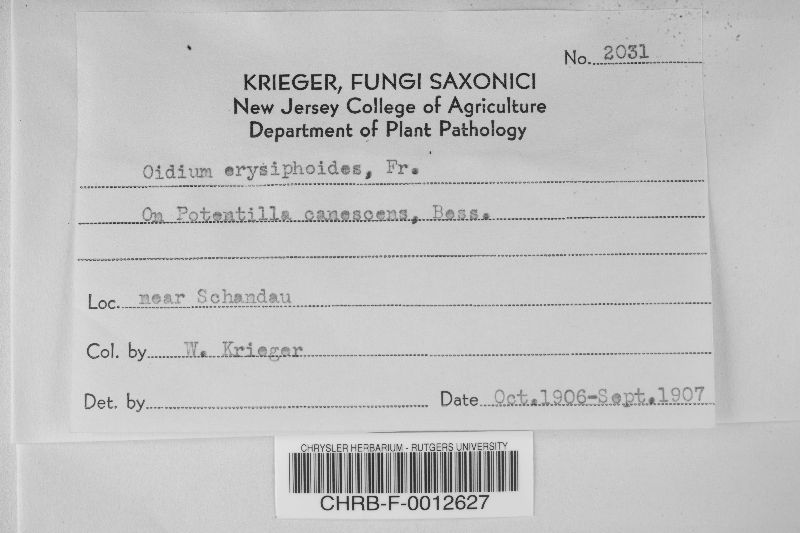 No. 2031
KRIEGER, FUNGI SAXONICI
New Jersey College of Agriculture
Department of Plant Pathology
Oidium erysiphoides, Fr.
On Potentilla canescens, Bess.
Loc. near Schandau
Col. by W. Krieger
Det. by
Date Oct.1906-Sept.1907
CHRYSLER HERBARIUM - RUTGERS UNIVERSITY
CHRB-F-0012627